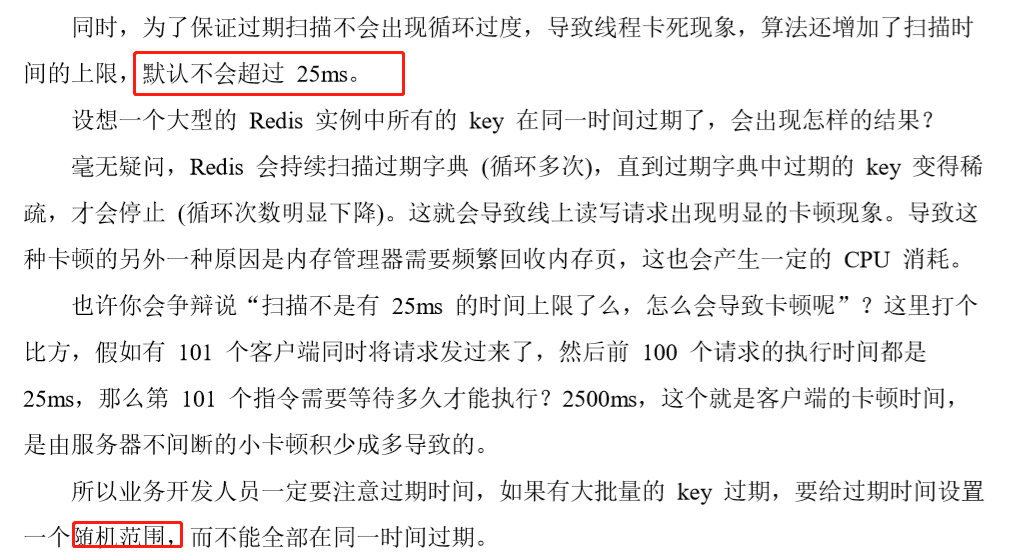 同时，为了保证过期扫描不会出现循环过度，导致线程卡死现象，算法还增加了扫描时
间的上限，默认不会超过 25ms。
设想一个大型的 Redis 实例中所有的 key 在同一时间过期了，会出现怎样的结果？
毫无疑问，Redis 会持续扫描过期字典 (循环多次)，直到过期字典中过期的 key 变得稀
疏，才会停止 (循环次数明显下降)。这就会导致线上读写请求出现明显的卡顿现象。导致这
种卡顿的另外一种原因是内存管理器需要频繁回收内存页，这也会产生一定的 CPU 消耗。
也许你会争辩说“扫描不是有 25ms 的时间上限了么，怎么会导致卡顿呢”？这里打个
比方，假如有 101 个客户端同时将请求发过来了，然后前 100 个请求的执行时间都是
25ms，那么第 101 个指令需要等待多久才能执行？2500ms，这个就是客户端的卡顿时间，
是由服务器不间断的小卡顿积少成多导致的。
所以业务开发人员一定要注意过期时间，如果有大批量的 key 过期，要给过期时间设置
一个随机范围，而不能全部在同一时间过期。